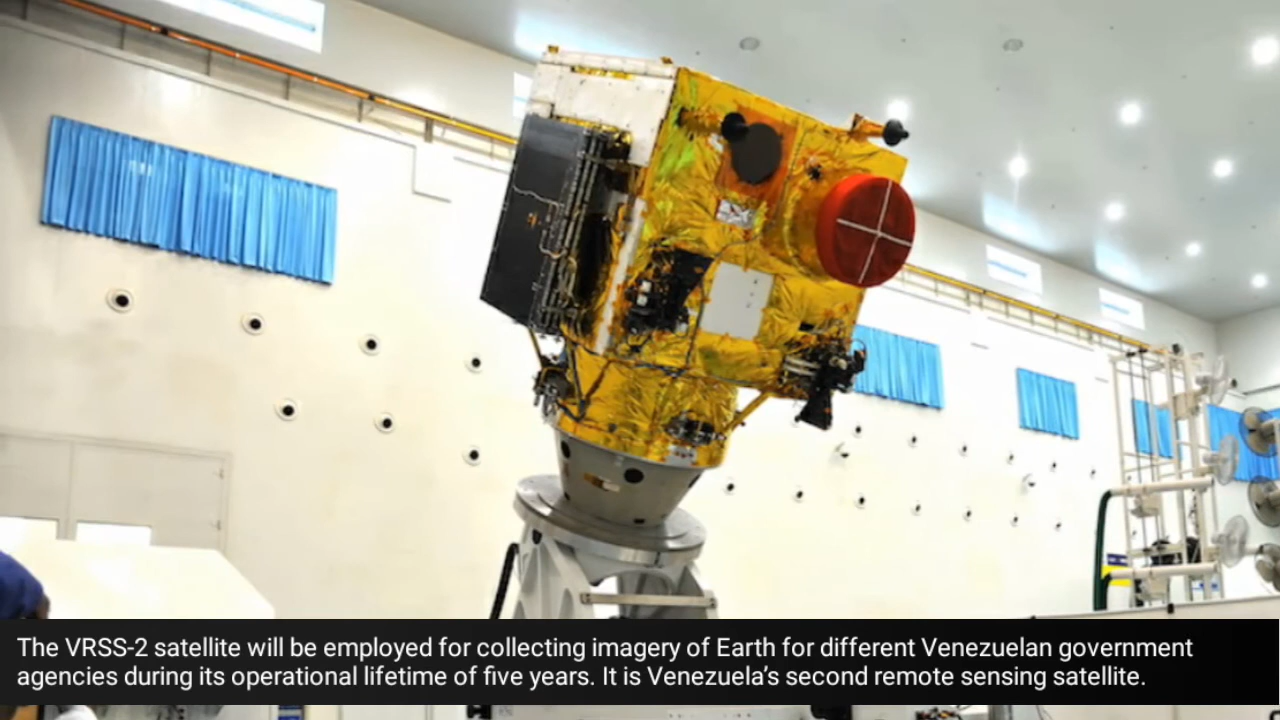 The VRSS-2 satellite will be employed for collecting imagery of Earth for different Venezuelan government
agencies during its operational lifetime of five years. It is Venezuela’s second remote sensing satellite.